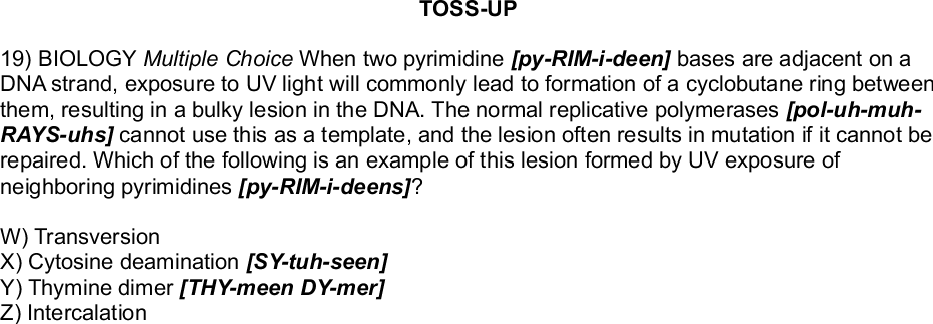 TOSS-UP
19) BIOLOGY Multiple Choice When two pyrimidine [py-RIM-i-deen] bases are adjacent on a
DNA strand, exposure to UV light will commonly lead to formation of a cyclobutane ring between
them, resulting in a bulky lesion in the DNA. The normal replicative polymerases [pol-uh-muh-
RAYS-uhs] cannot use this as a template, and the lesion often results in mutation if it cannot be
repaired. Which of the following is an example of this lesion formed by UV exposure of
neighboring pyrimidines [py-RIM-i-deens]?
W) Transversion
X) Cytosine deamination [SY-tuh-seen]
Y) Thymine dimer [THY-meen DY-mer]
Z) Intercalation